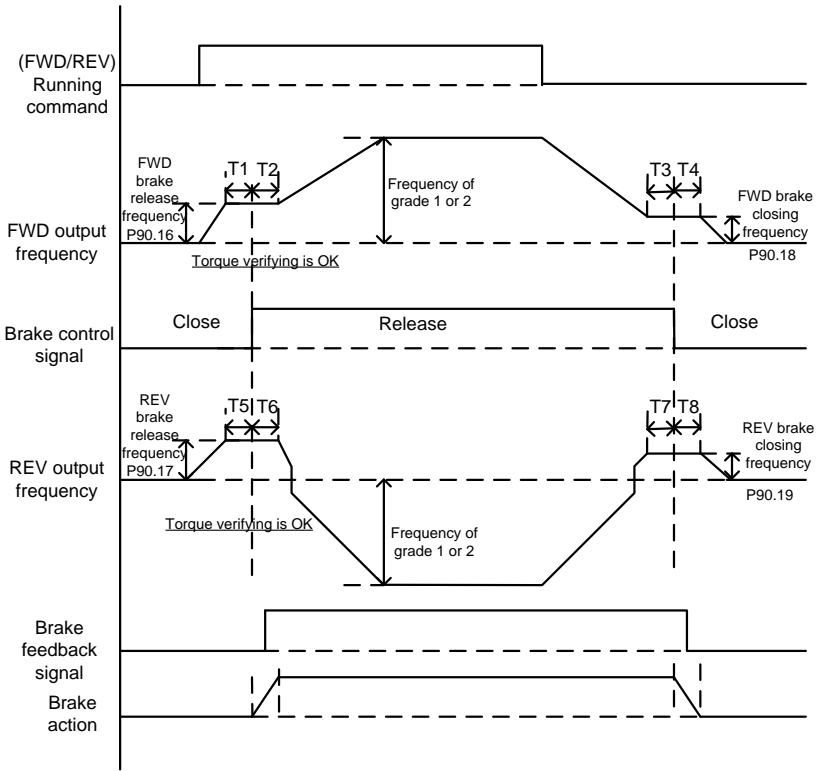 (FWD/REV)
Running
command
FWD
brake
release
frequency
P90.16
T1
T2
Frequency of
grade 1 or 2
T3
T4
FWD brake
closing
frequency
P90.18
FWD output
frequency
Torque verifying is OK
Brake control
signal
Close
Release
Close
REV
brake
release
frequency
P90.17
T5
T6
T7
T8
REV brake
closing
frequency
P90.19
REV output
frequency
Torque verifying is OK
Frequency of
grade 1 or 2
Brake
feedback
signal
Brake
action